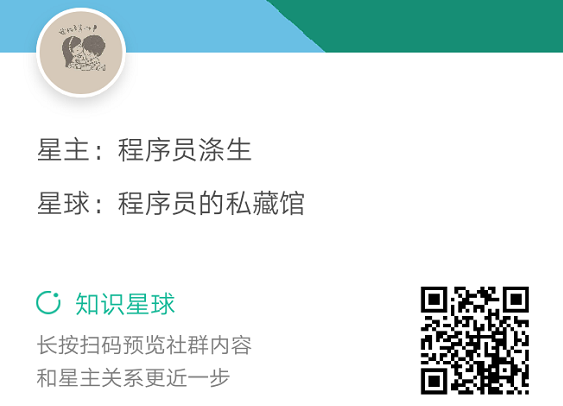 星主：程序员涤生
星球：程序员的私藏馆
知识星球
长按扫码预览社群内容
和星主关系更近一步